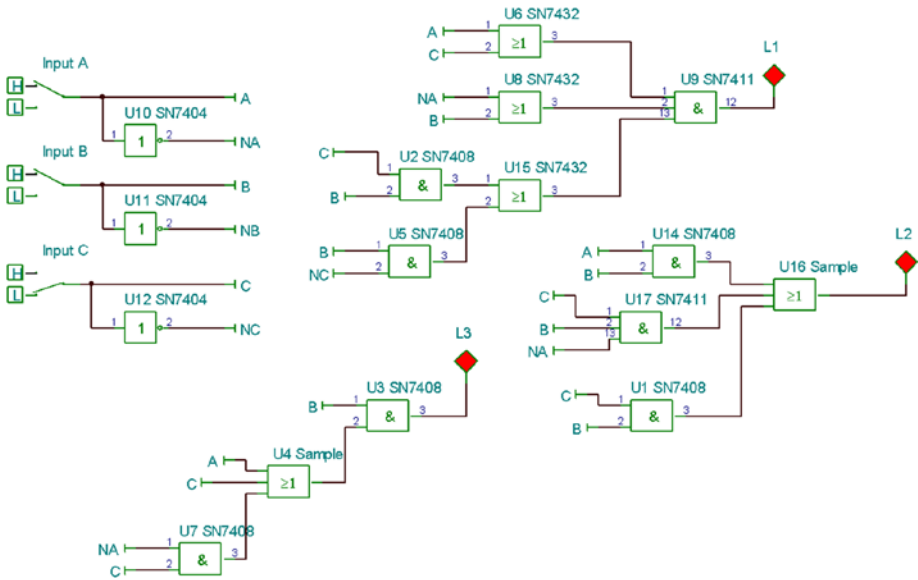 Input A
H
L
A
U10 SN7404
1
1
2
NA
Input B
H
L
B
U11 SN7404
1
1
2
NB
Input C
H
L
C
U12 SN7404
1
1
2
NC
U6 SN7432
A
1
C
2
≥1
3
U8 SN7432
NA
1
B
2
≥1
3
L1
U9 SN7411
1
2
13
&
12
C
U2 SN7408
1
B
2
&
3
U15 SN7432
1
2
≥1
3
U5 SN7408
B
1
NC
2
&
3
U14 SN7408
A
1
B
2
&
3
L2
U16 Sample
≥1
C
U17 SN7411
1
B
2
NA
13
&
12
U1 SN7408
C
1
B
2
&
3
L3
U3 SN7408
B
1
2
&
3
U4 Sample
A
C
≥1
U7 SN7408
NA
1
C
2
&
3